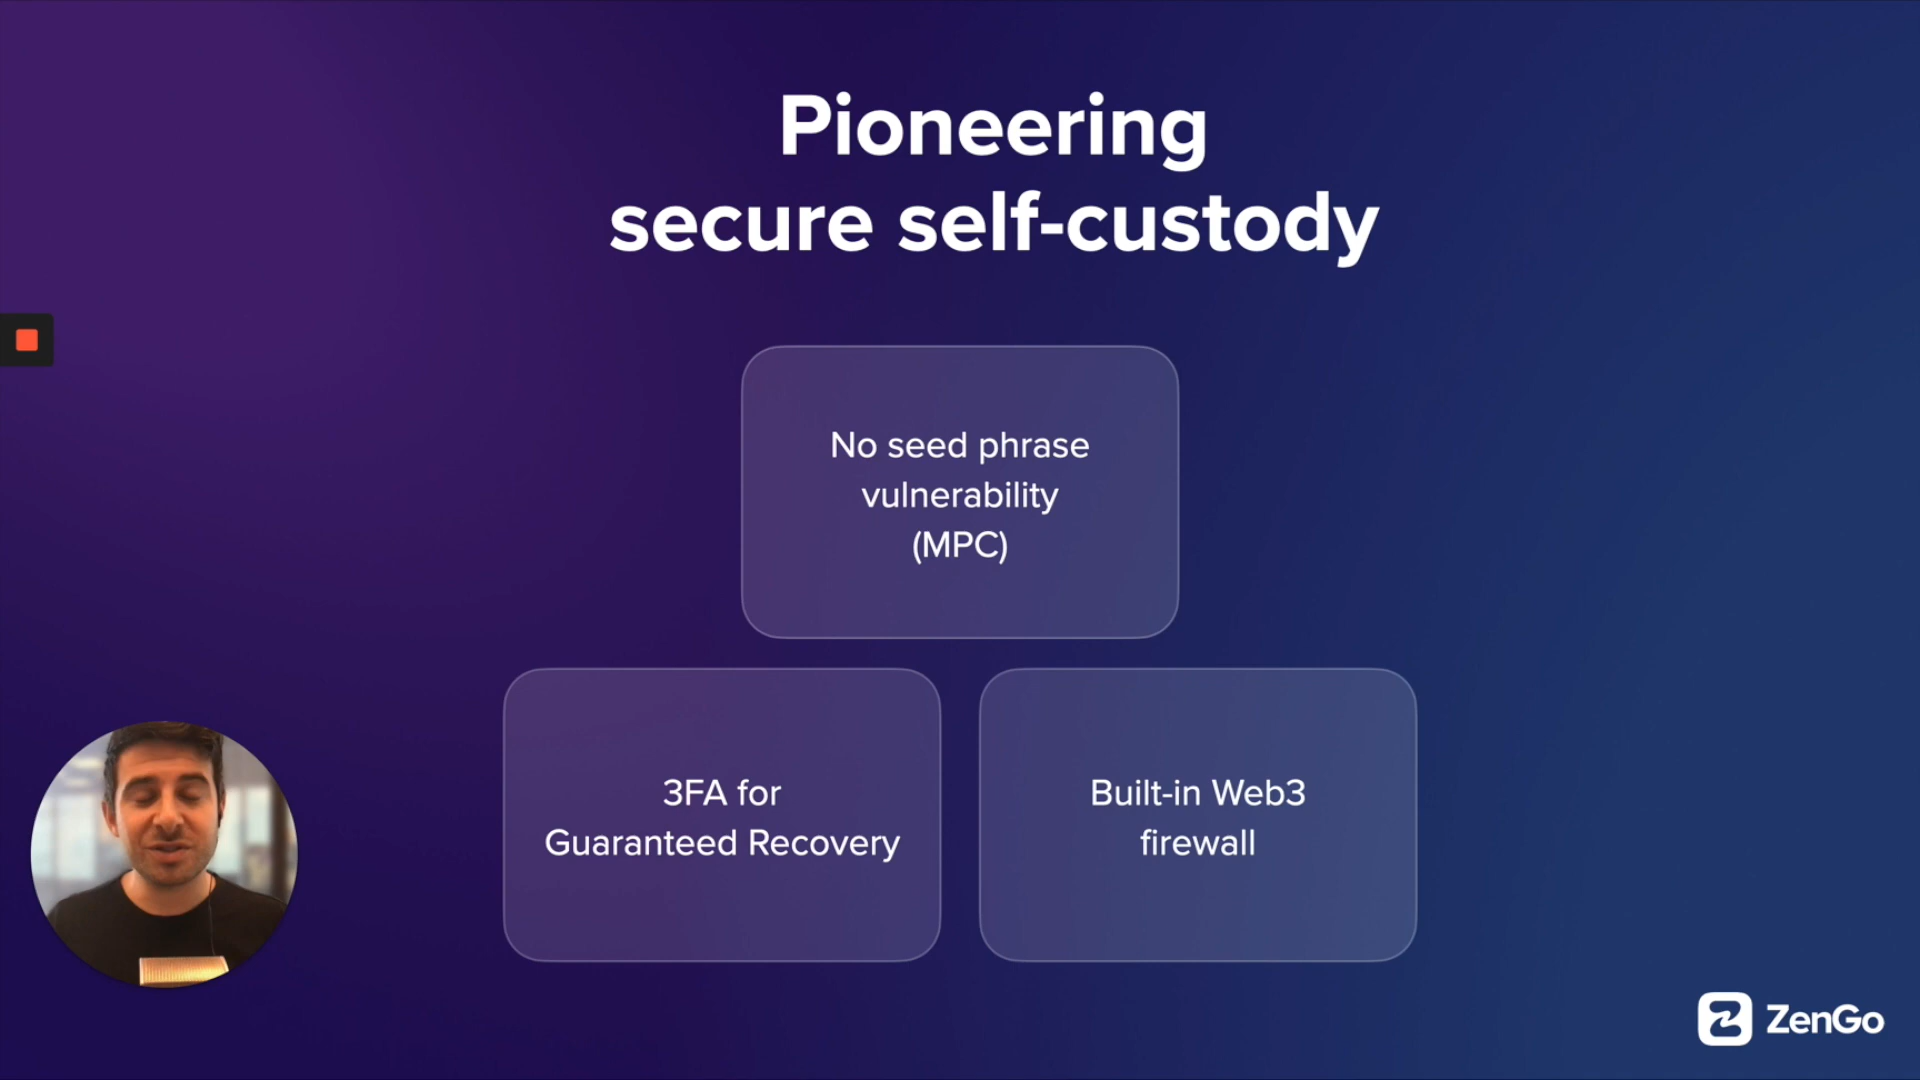 Pioneering
secure self-custody
No seed phrase
vulnerability
(MPC)
3FA for
Guaranteed Recovery
Built-in Web3
firewall
ZenGo